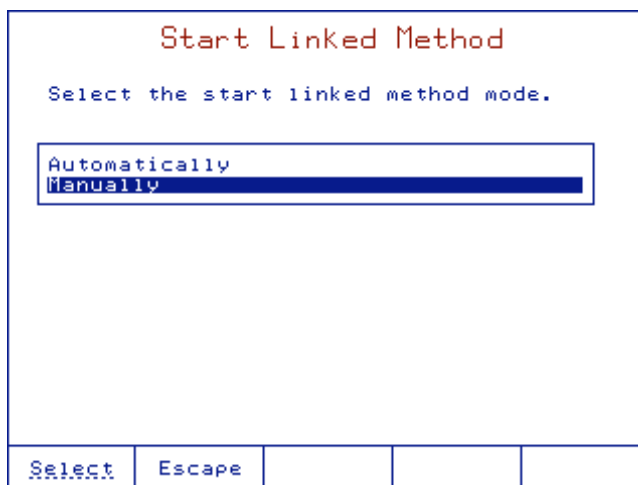 Start Linked Method
Select the start linked method mode.
Automatically
Manually
Select Escape